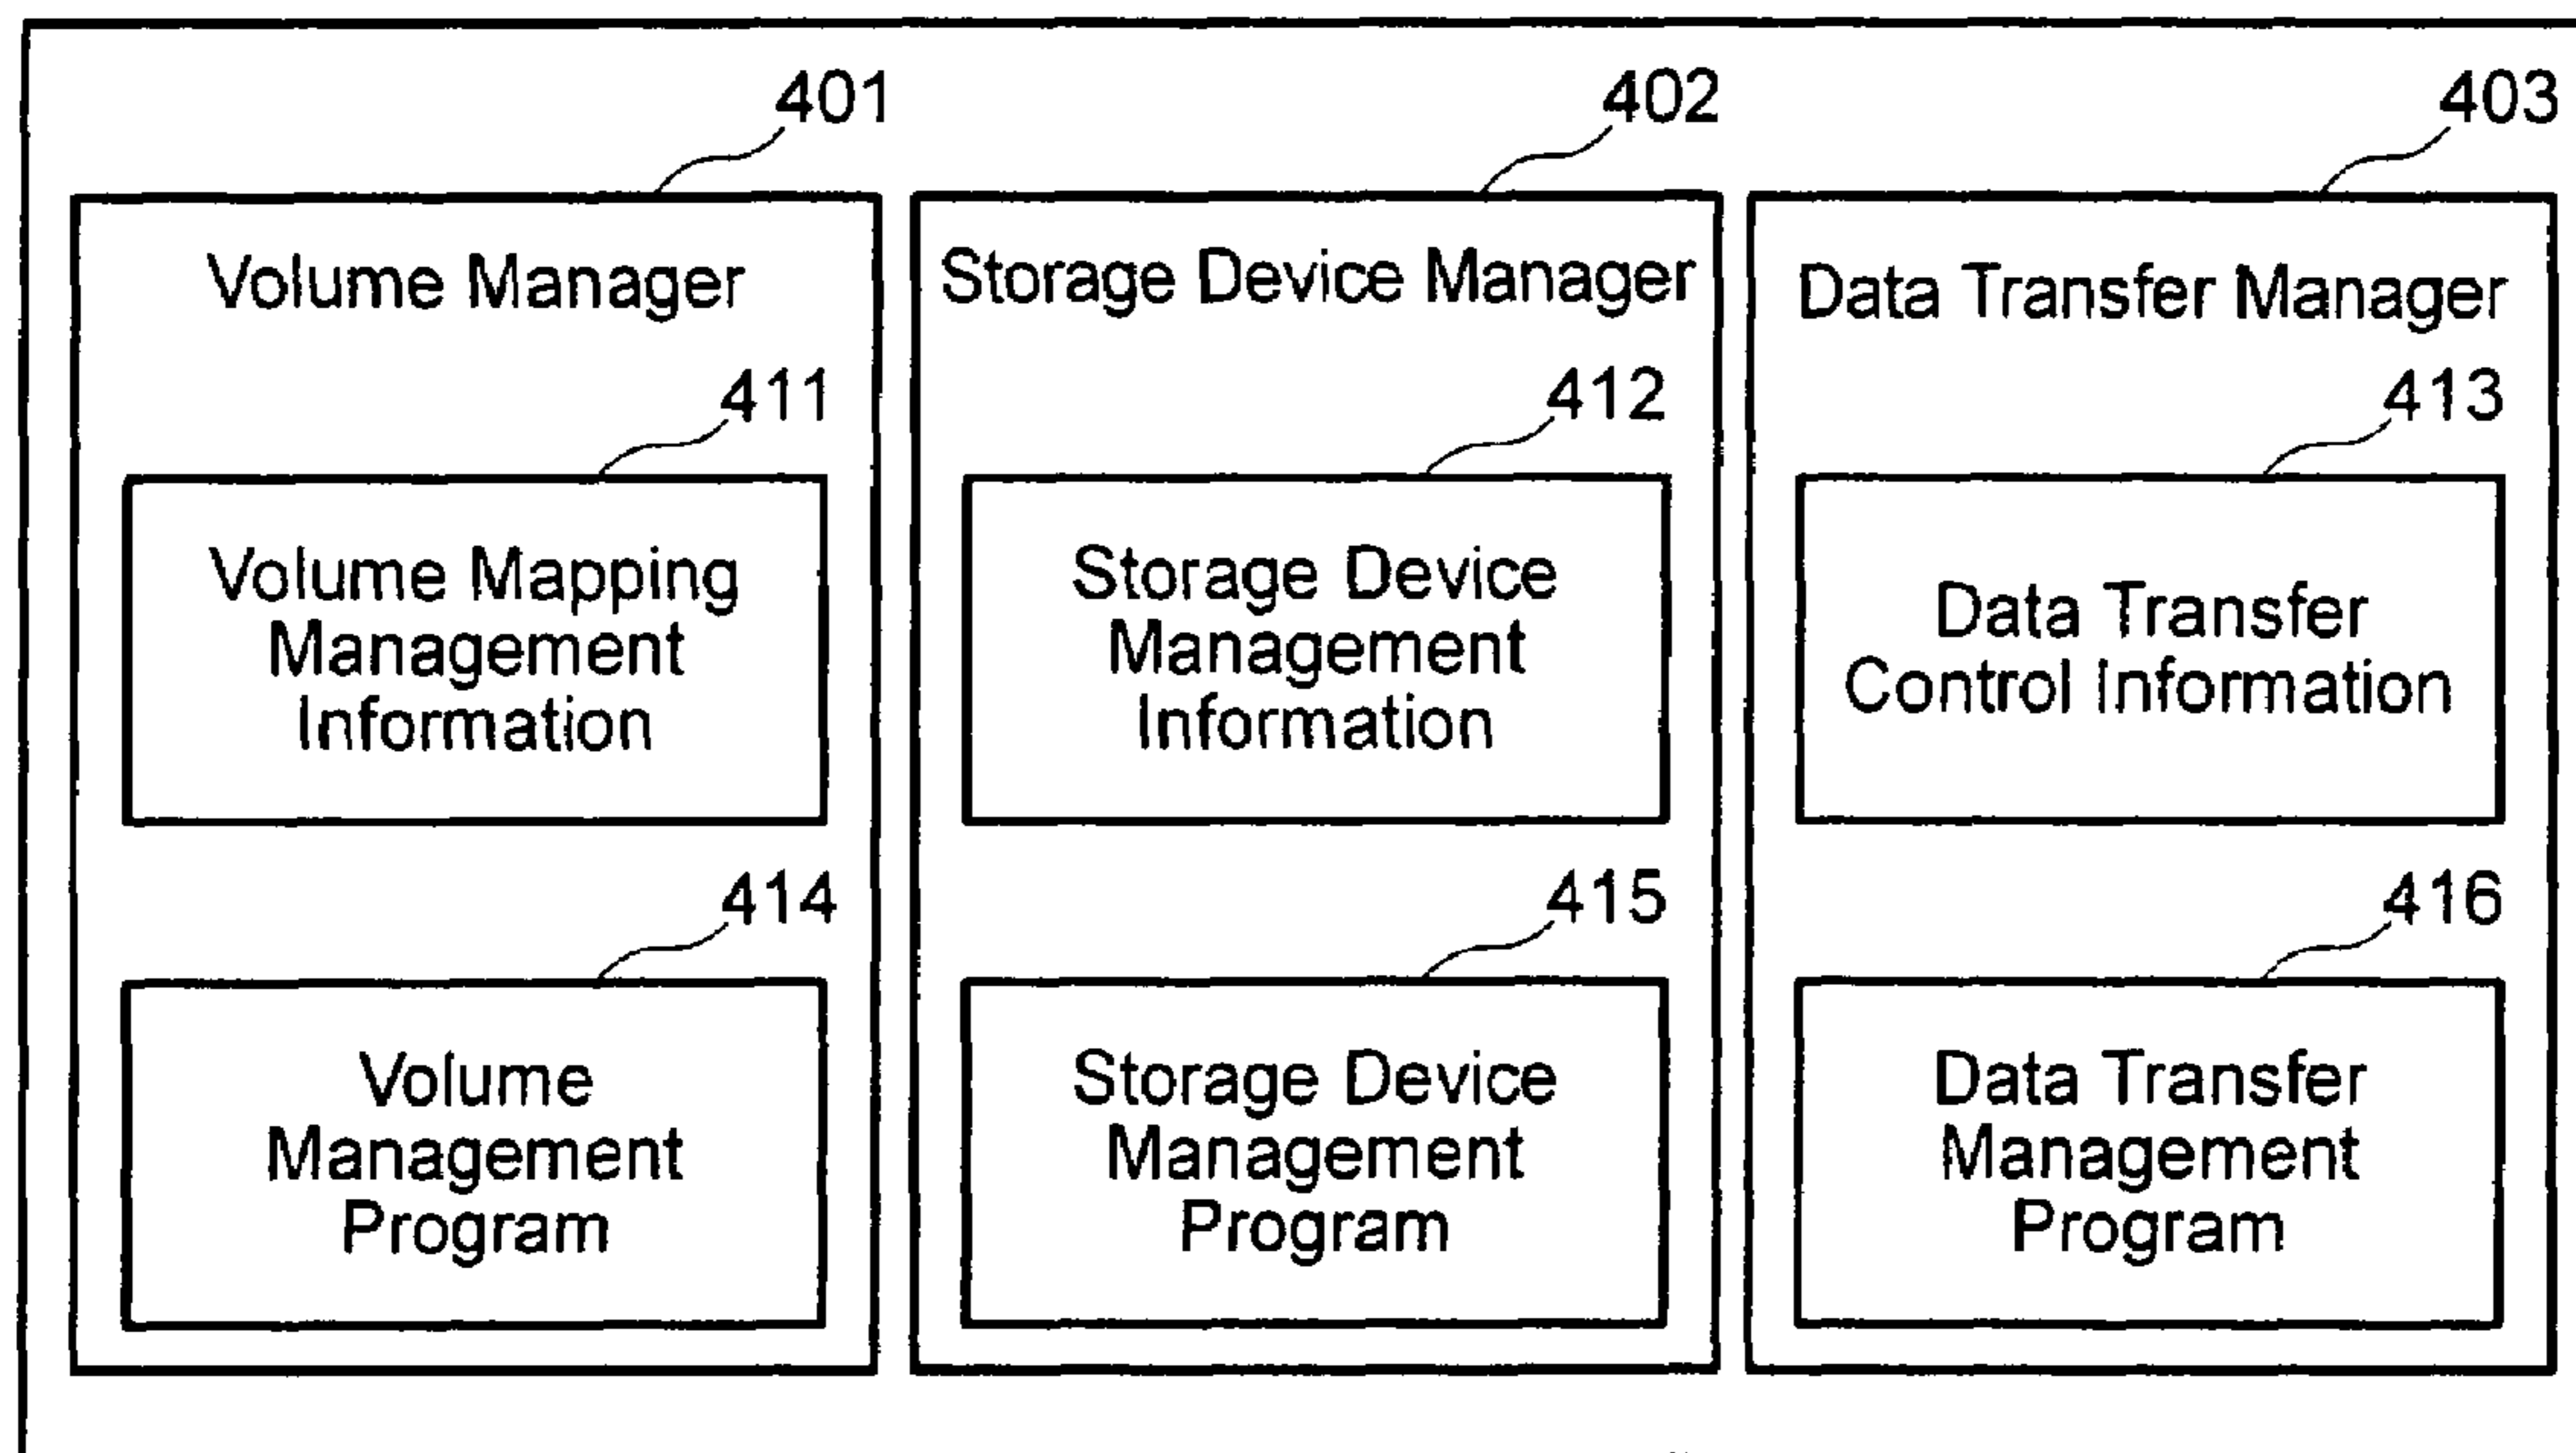 401
402
403
Volume Manager
Storage Device Manager
Data Transfer Manager
411
412
413
Volume Mapping
Management
Information
Storage Device
Management
Information
Data Transfer
Control Information
414
415
416
Volume
Management
Program
Storage Device
Management
Program
Data Transfer
Management
Program